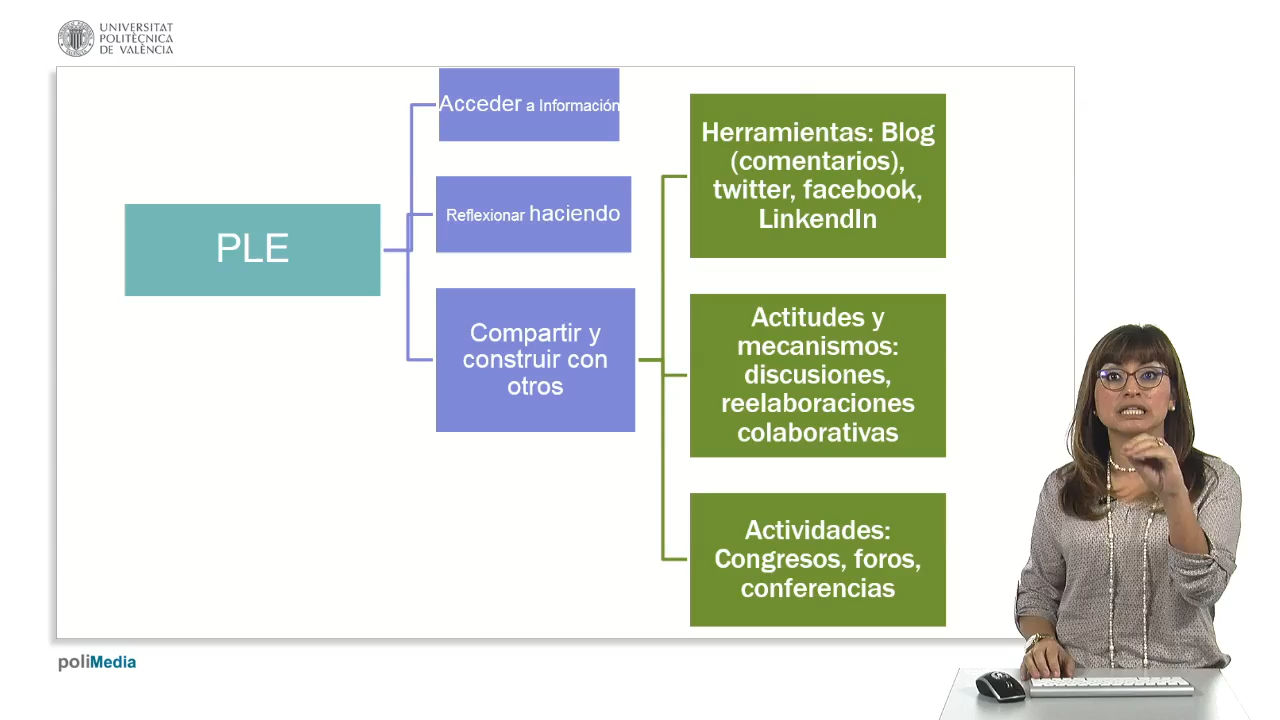 UNIVERSITAT
POLITÈCNICA
DE VALÈNCIA
PLE
Acceder a Información
Reflexionar haciendo
Compartir y
construir con
otros
Herramientas: Blog
(comentarios),
twitter, facebook,
LinkendIn
Actitudes y
mecanismos:
discusiones,
reelaboraciones
colaborativas
Actividades:
Congresos, foros,
conferencias
poliMedia